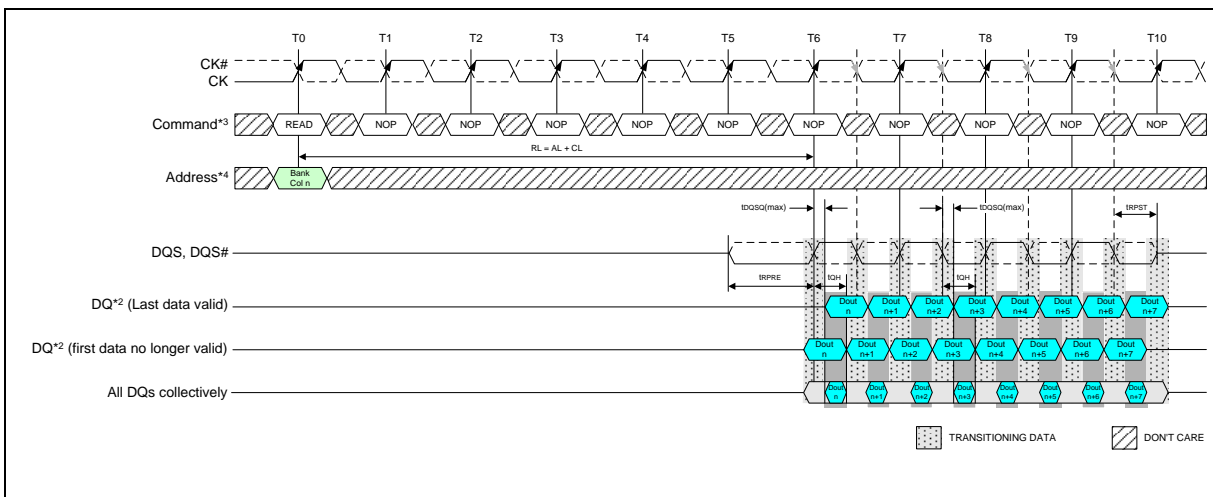 T0 T1 T2 T3 T4 T5 T6 T7 T8 T9 T10
CK#
CK
Command*3 READ NOP NOP NOP NOP NOP NOP NOP NOP NOP NOP
RL = AL + CL
Address*4 Bank
Col n
tDQSQ(max) tDQSQ(max) tRPST
DQS, DQS#
tRPRE tQH tQH
DQ*2 (Last data valid) Dout n Dout n+1 Dout n+2 Dout n+3 Dout n+4 Dout n+5 Dout n+6 Dout n+7
DQ*2 (first data no longer valid) Dout n Dout n+1 Dout n+2 Dout n+3 Dout n+4 Dout n+5 Dout n+6 Dout n+7
All DQs collectively Dout n Dout n+1 Dout n+2 Dout n+3 Dout n+4 Dout n+5 Dout n+6 Dout n+7
TRANSITIONING DATA DON'T CARE